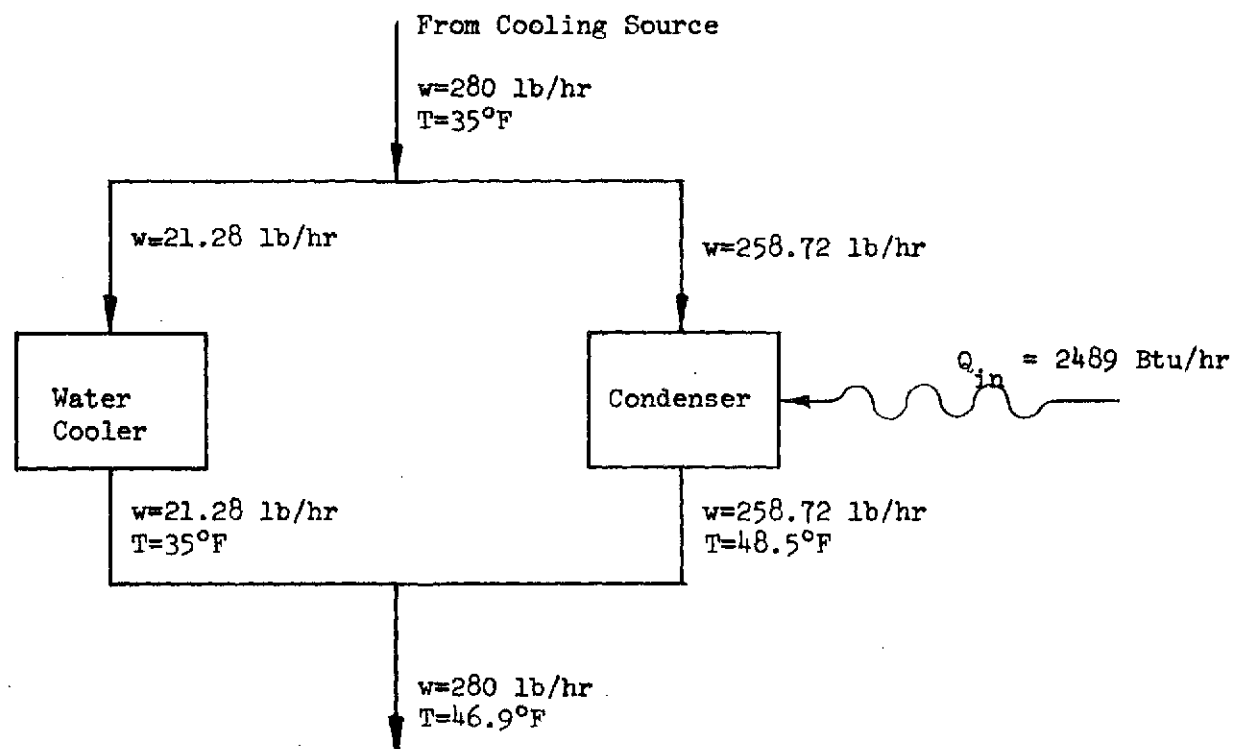 From Cooling Source
w=280 lb/hr
T=35°F
w=21.28 lb/hr
w=258.72 lb/hr
Water
Cooler
Condenser
Q_in = 2489 Btu/hr
w=21.28 lb/hr
T=35°F
w=258.72 lb/hr
T=48.5°F
w=280 lb/hr
T=46.9°F